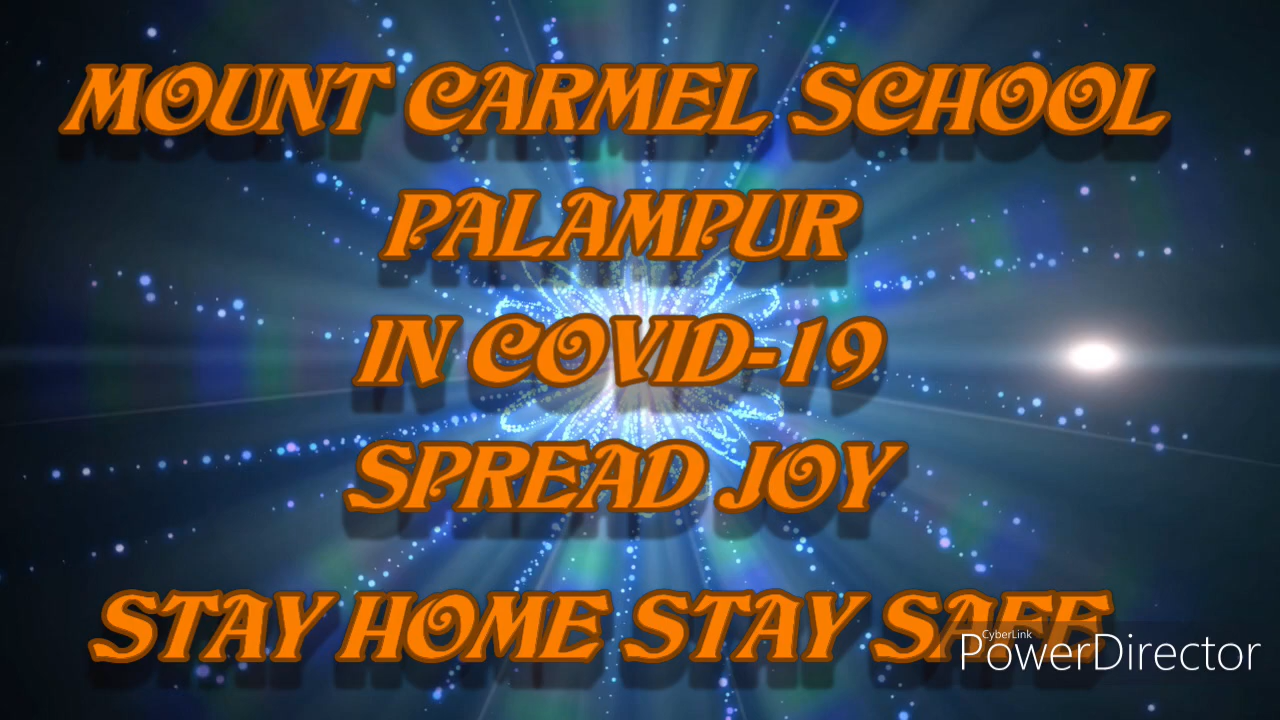 MOUNT CARMEL SCHOOL
PALAMPUR
IN COVID-19
SPREAD JOY
STAY HOME STAY SAFE
CyberLink
PowerDirector